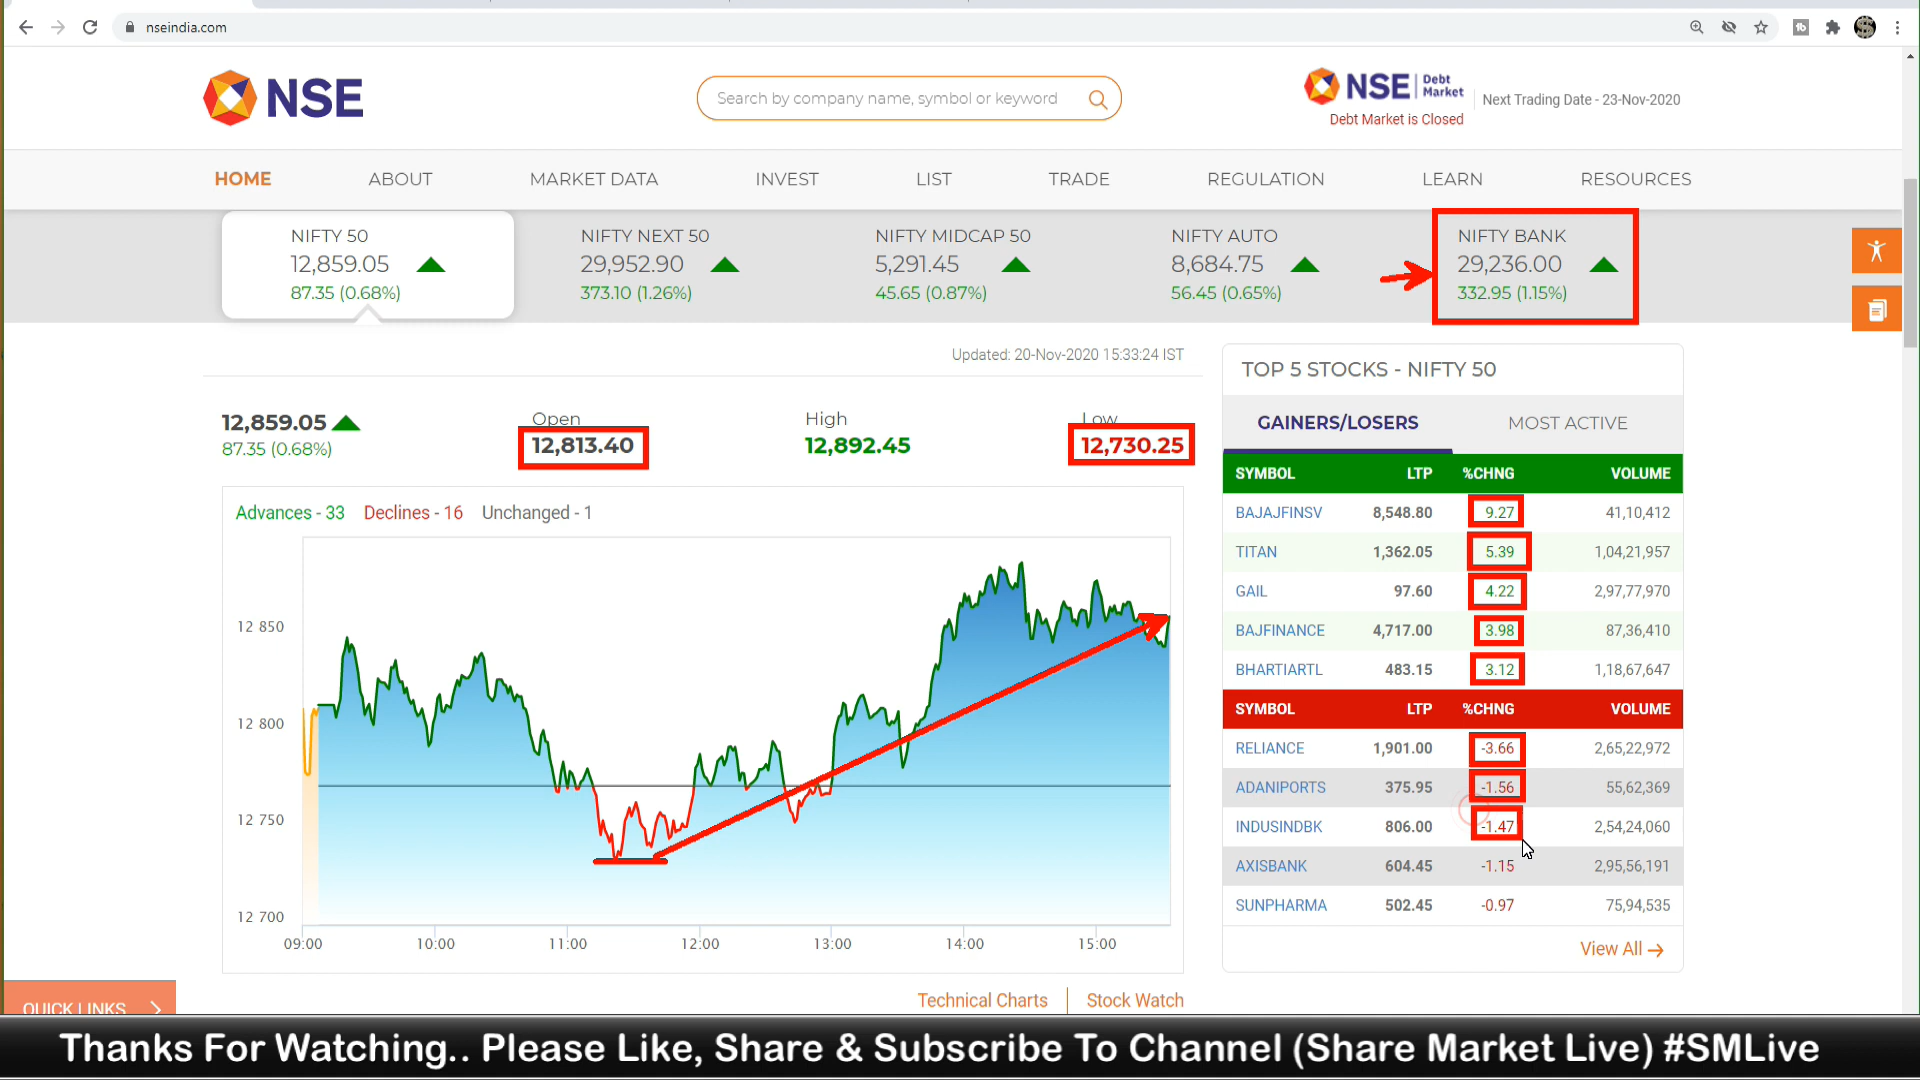 nseindia.com
NSE
Search by company name, symbol or keyword
NSE Debt Market
Next Trading Date - 23-Nov-2020
Debt Market is Closed
HOME ABOUT MARKET DATA INVEST LIST TRADE REGULATION LEARN RESOURCES
NIFTY 50 NIFTY NEXT 50 NIFTY MIDCAP 50 NIFTY AUTO NIFTY BANK
12,859.05 29,952.90 5,291.45 8,684.75 29,236.00
87.35 (0.68%) 373.10 (1.26%) 45.65 (0.87%) 56.45 (0.65%) 332.95 (1.15%)
Updated: 20-Nov-2020 15:33:24 IST
12,859.05
87.35 (0.68%)
Open
12,813.40
High
12,892.45
Low
12,730.25
Advances - 33 Declines - 16 Unchanged - 1
12 850
12 800
12 750
12 700
09:00 10:00 11:00 12:00 13:00 14:00 15:00
Technical Charts Stock Watch
TOP 5 STOCKS - NIFTY 50
GAINERS/LOSERS MOST ACTIVE
SYMBOL LTP %CHNG VOLUME
BAJAJFINSV 8,548.80 9.27 41,10,412
TITAN 1,362.05 5.39 1,04,21,957
GAIL 97.60 4.22 2,97,77,970
BAJFINANCE 4,717.00 3.98 87,36,410
BHARTIARTL 483.15 3.12 1,18,67,647
SYMBOL LTP %CHNG VOLUME
RELIANCE 1,901.00 -3.66 2,65,22,972
ADANIPORTS 375.95 -1.56 55,62,369
INDUSINDBK 806.00 -1.47 2,54,24,060
AXISBANK 604.45 -1.15 2,95,56,191
SUNPHARMA 502.45 -0.97 75,94,535
View All
QUICK LINKS
Thanks For Watching.. Please Like, Share & Subscribe To Channel (Share Market Live) #SMLive